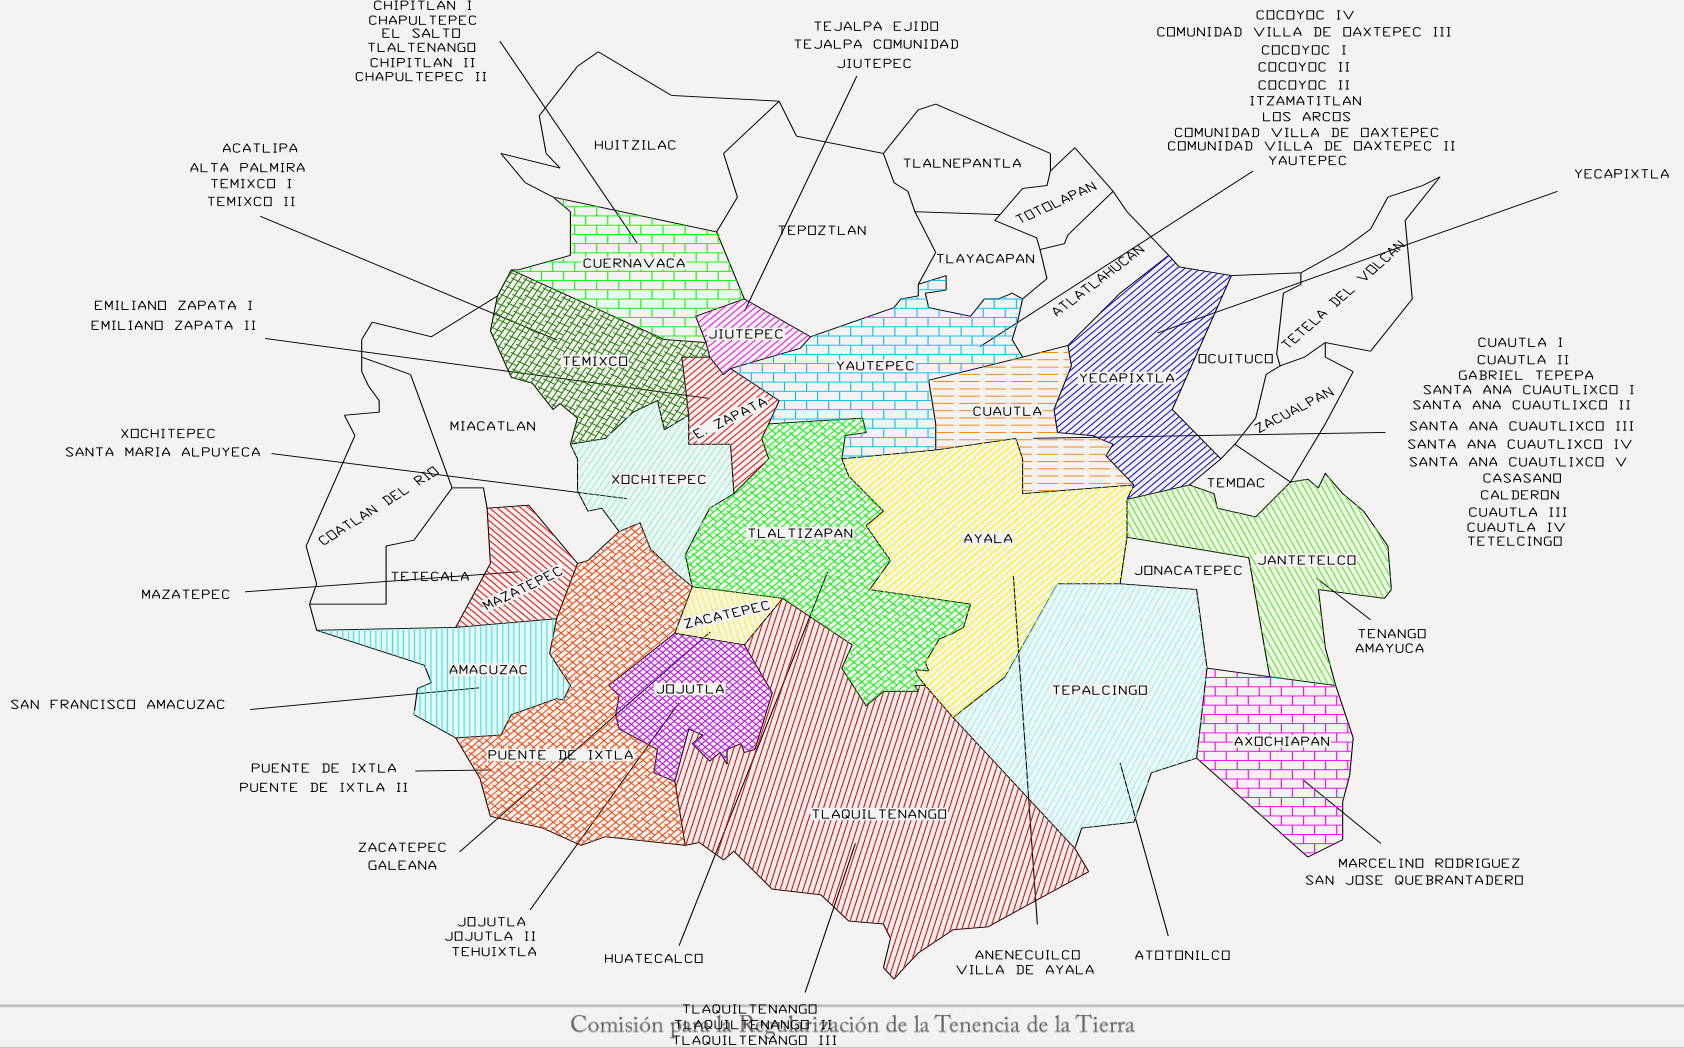 CHIPITLAN I
CHAPULTEPEC
EL SALTO
TLALTENANGO
CHIPITLAN II
CHAPULTEPEC II
TEJALPA EJIDO
TEJALPA COMUNIDAD
JIUTEPEC
COCOYOC IV
COMUNIDAD VILLA DE OAXTEPEC III
COCOYOC I
COCOYOC II
COCOYOC II
ITZAMATITLAN
LOS ARCOS
COMUNIDAD VILLA DE OAXTEPEC
COMUNIDAD VILLA DE OAXTEPEC II
YAUTEPEC
YECAPIXTLA
ACATLIPA
ALTA PALMIRA
TEMIXCO I
TEMIXCO II
HUITZILAC
TLALNEPANTLA
TOTOLAPAN
TEPOZTLAN
TLAYACAPAN
ATLATLAHUCAN
TETELA DEL VOLCAN
CUERNAVACA
EMILIANO ZAPATA I
EMILIANO ZAPATA II
JIUTEPEC
TEMIXCO
YAUTEPEC
YECAPIXTLA
OCUITUCO
CUAUTLA
ZACUALPAN
E. ZAPATA
MIACATLAN
CUAUTLA I
CUAUTLA II
GABRIEL TEPEPA
SANTA ANA CUAUTLIXCO I
SANTA ANA CUAUTLIXCO II
SANTA ANA CUAUTLIXCO III
SANTA ANA CUAUTLIXCO IV
SANTA ANA CUAUTLIXCO V
CASASANO
CALDERON
CUAUTLA III
CUAUTLA IV
TETELCINGO
XOCHITEPEC
SANTA MARIA ALPUYECA
XOCHITEPEC
COATLAN DEL RIO
TEMOAC
TLALTIZAPAN
AYALA
JANTETELCO
JONACATEPEC
TETECALA
MAZATEPEC
MAZATEPEC
ZACATEPEC
TENANGO
AMAYUCA
AMACUZAC
JOJUTLA
TEPALCINGO
SAN FRANCISCO AMACUZAC
AXOCHIAPAN
PUENTE DE IXTLA
PUENTE DE IXTLA
PUENTE DE IXTLA II
TLAQUILTENANGO
ZACATEPEC
GALEANA
MARCELINO RODRIGUEZ
SAN JOSE QUEBRANTADERO
JOJUTLA
JOJUTLA II
TEHUIXTLA
HUATECALCO
ANENECUILCO
VILLA DE AYALA
ATOTONILCO
TLAQUILTENANGO
TLAQUILTENANGO II
TLAQUILTENANGO III
Comisión para la Regularización de la Tenencia de la Tierra